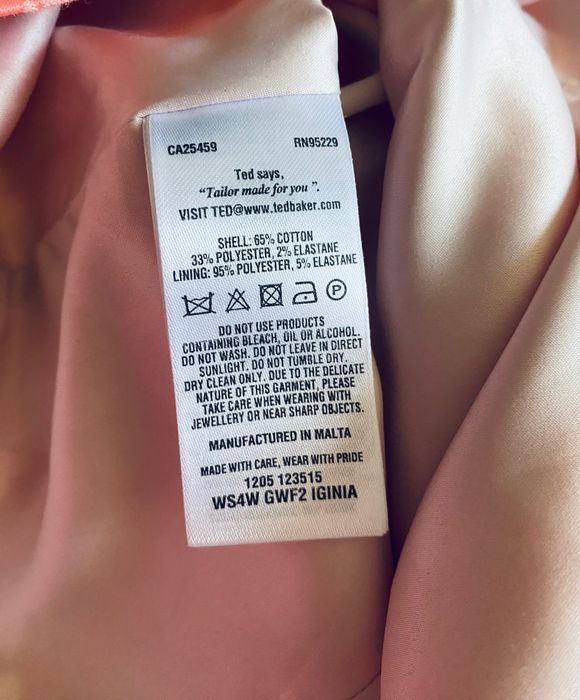 CA25459 RN95229
Ted says,
“Tailor made for you ”.
VISIT TED@www.tedbaker.com
SHELL: 65% COTTON
33% POLYESTER, 2% ELASTANE
LINING: 95% POLYESTER, 5% ELASTANE
P
DO NOT USE PRODUCTS
CONTAINING BLEACH, OIL OR ALCOHOL.
DO NOT WASH. DO NOT LEAVE IN DIRECT
SUNLIGHT. DO NOT TUMBLE DRY.
DRY CLEAN ONLY. DUE TO THE DELICATE
NATURE OF THIS GARMENT, PLEASE
TAKE CARE WHEN WEARING WITH
JEWELLERY OR NEAR SHARP OBJECTS.
MANUFACTURED IN MALTA
MADE WITH CARE, WEAR WITH PRIDE
1205 123515
WS4W GWF2 IGINIA